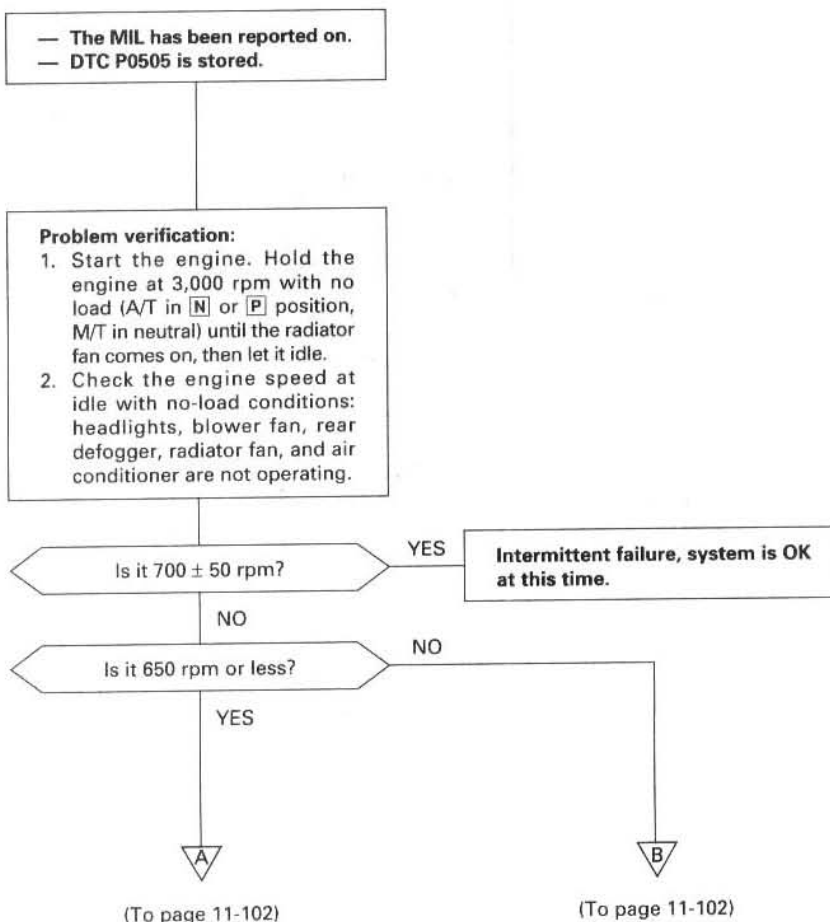 — The MIL has been reported on.
— DTC P0505 is stored.
Problem verification:
1. Start the engine. Hold the
engine at 3,000 rpm with no
load (A/T in N or P position,
M/T in neutral) until the radiator
fan comes on, then let it idle.
2. Check the engine speed at
idle with no-load conditions:
headlights, blower fan, rear
defogger, radiator fan, and air
conditioner are not operating.
Is it 700 ± 50 rpm?
YES
Intermittent failure, system is OK
at this time.
NO
Is it 650 rpm or less?
NO
YES
A
B
(To page 11-102)
(To page 11-102)